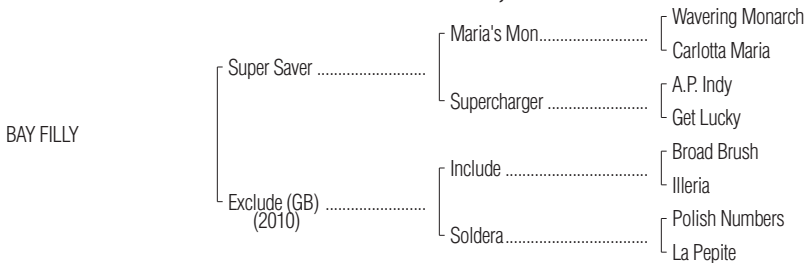 Wavering Monarch
Maria's Mon..........................
Carlotta Maria
Super Saver ..........................
A.P. Indy
Supercharger ........................
Get Lucky
BAY FILLY
Broad Brush
Include ..................................
Illeria
Exclude (GB) ........................
(2010)
Polish Numbers
Soldera..................................
La Pepite